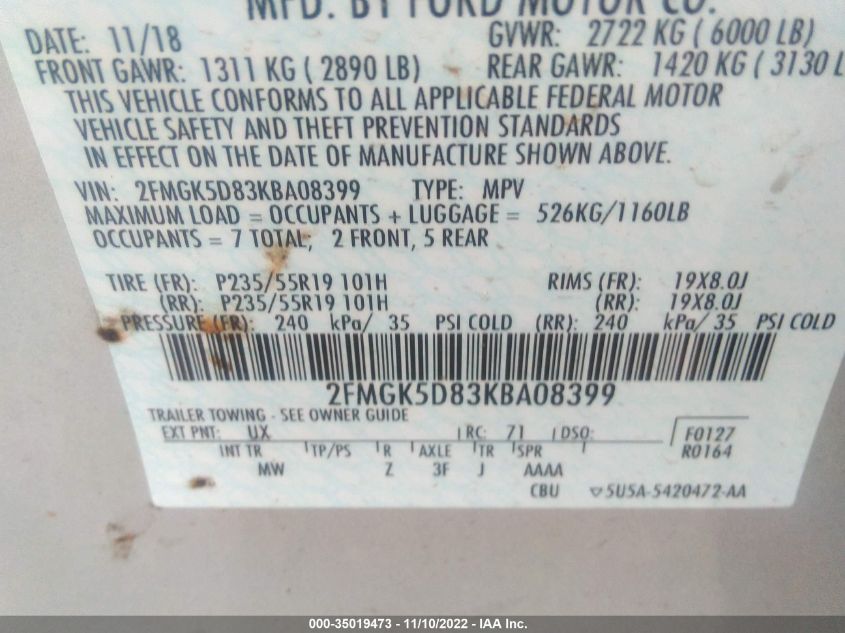 MFD. BY FORD MOTOR CO.
DATE: 11/18 GVWR: 2722 KG ( 6000 LB)
FRONT GAWR: 1311 KG ( 2890 LB) REAR GAWR: 1420 KG ( 3130 L
THIS VEHICLE CONFORMS TO ALL APPLICABLE FEDERAL MOTOR
VEHICLE SAFETY AND THEFT PREVENTION STANDARDS
IN EFFECT ON THE DATE OF MANUFACTURE SHOWN ABOVE.
VIN: 2FMGK5D83KBA08399 TYPE: MPV
MAXIMUM LOAD = OCCUPANTS + LUGGAGE = 526KG/1160LB
OCCUPANTS = 7 TOTAL, 2 FRONT, 5 REAR
TIRE (FR): P235/55R19 101H RIMS (FR): 19X8.0J
(RR): P235/55R19 101H (RR): 19X8.0J
PRESSURE (FR): 240 kPa/ 35 PSI COLD (RR): 240 kPa/ 35 PSI COLD
2FMGK5D83KBA08399
TRAILER TOWING - SEE OWNER GUIDE
EXT PNT: UX RC: 71 DSO: F0127
INT TR TP/PS R AXLE TR SPR R0164
MW Z 3F J AAAA
CBU ▽5U5A-5420472-AA
000-35019473 - 11/10/2022 - IAA Inc.